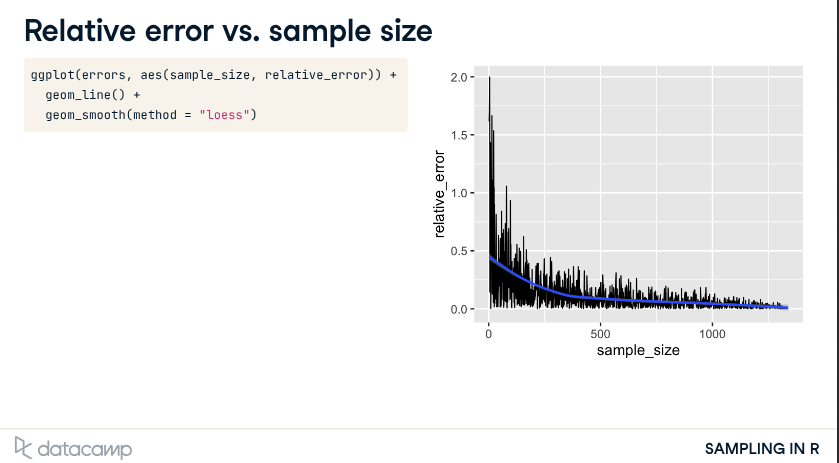 Relative error vs. sample size
ggplot(errors, aes(sample_size, relative_error)) +
  geom_line() +
  geom_smooth(method = "loess")
2.0
1.5
1.0
0.5
0.0
relative_error
0 500 1000
sample_size
datacamp
SAMPLING IN R